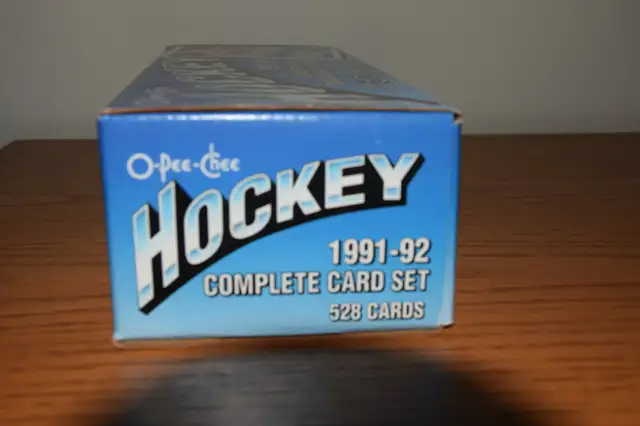 O-Pee-Chee
HOCKEY
1991-92
COMPLETE CARD SET
528 CARDS